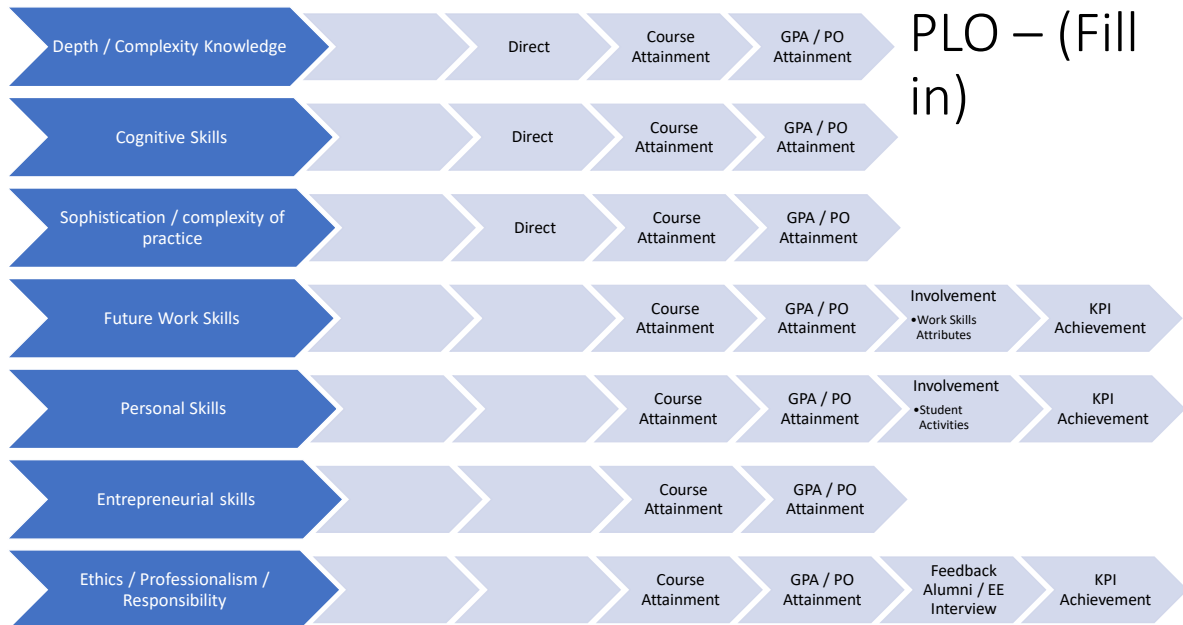 PLO – (Fill
in)
Depth / Complexity Knowledge
Direct
Course
Attainment
GPA / PO
Attainment
Cognitive Skills
Direct
Course
Attainment
GPA / PO
Attainment
Sophistication / complexity of
practice
Direct
Course
Attainment
GPA / PO
Attainment
Future Work Skills
Course
Attainment
GPA / PO
Attainment
Involvement
•Work Skills
Attributes
KPI
Achievement
Personal Skills
Course
Attainment
GPA / PO
Attainment
Involvement
•Student
Activities
KPI
Achievement
Entrepreneurial skills
Course
Attainment
GPA / PO
Attainment
Ethics / Professionalism /
Responsibility
Course
Attainment
GPA / PO
Attainment
Feedback
Alumni / EE
Interview
KPI
Achievement